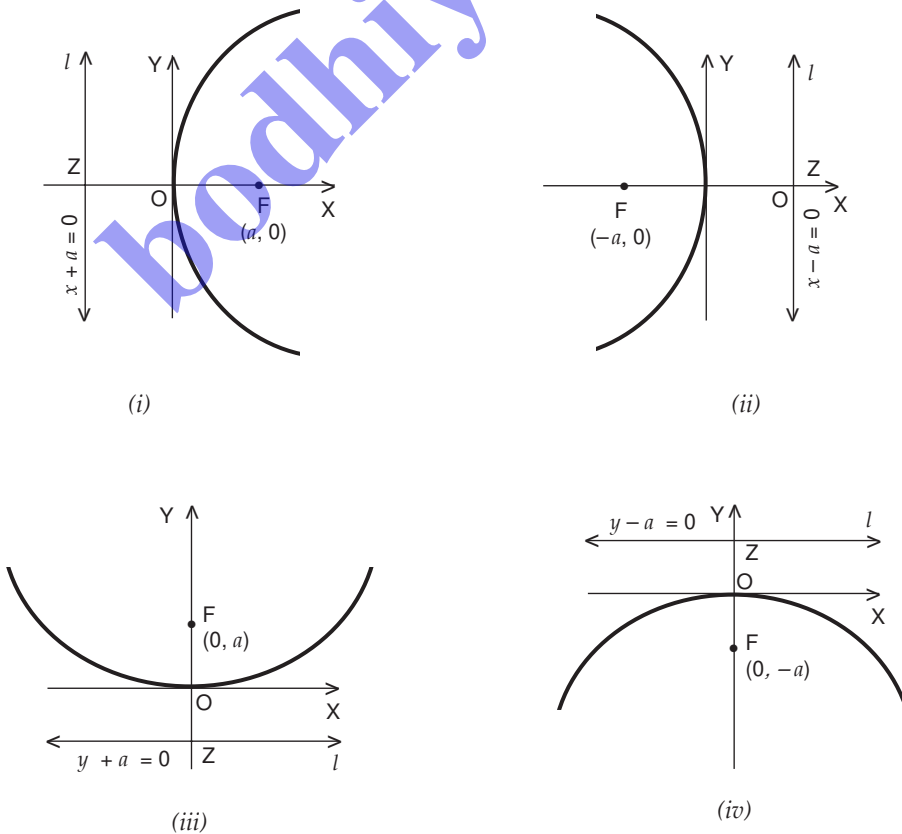 l
Y
Z
O
F
X
(a, 0)
x + a = 0
(i)
Y
l
Z
O
X
F
(−a, 0)
x − a = 0
(ii)
Y
F
(0, a)
O
X
y + a = 0
Z
l
(iii)
y − a = 0
Y
l
Z
O
X
F
(0, −a)
(iv)
bodhiy